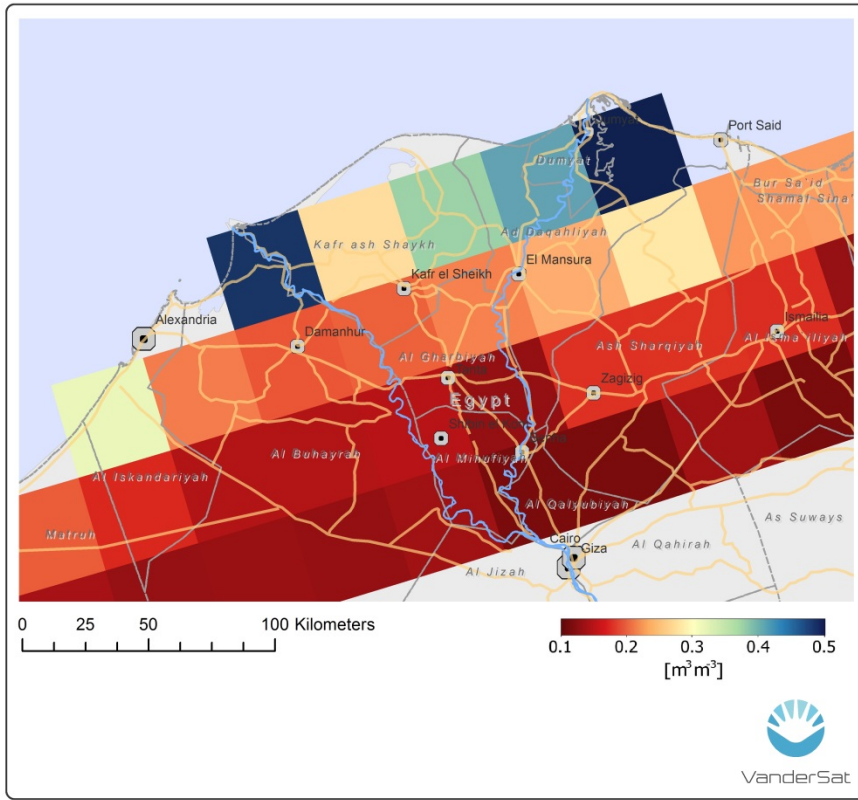 Port Said
Dumyat
Bur Sa'id
Shamal Sina'
Ad Daqahliyah
Kafr ash Shaykh
El Mansura
Kafr el Sheikh
Alexandria
Ismailia
Damanhur
Al Isma'iliyah
Ash Sharqiyah
Al Gharbiyah
Zagizig
Egypt
Al Minufiyah
Al Buhayrah
Al Iskandariyah
Al Qalyubiyah
As Suways
Matruh
Cairo
Al Qahirah
Giza
Al Jizah
0 25 50 100 Kilometers
0.1 0.2 0.3 0.4 0.5
[m³m⁻³]
VanderSat